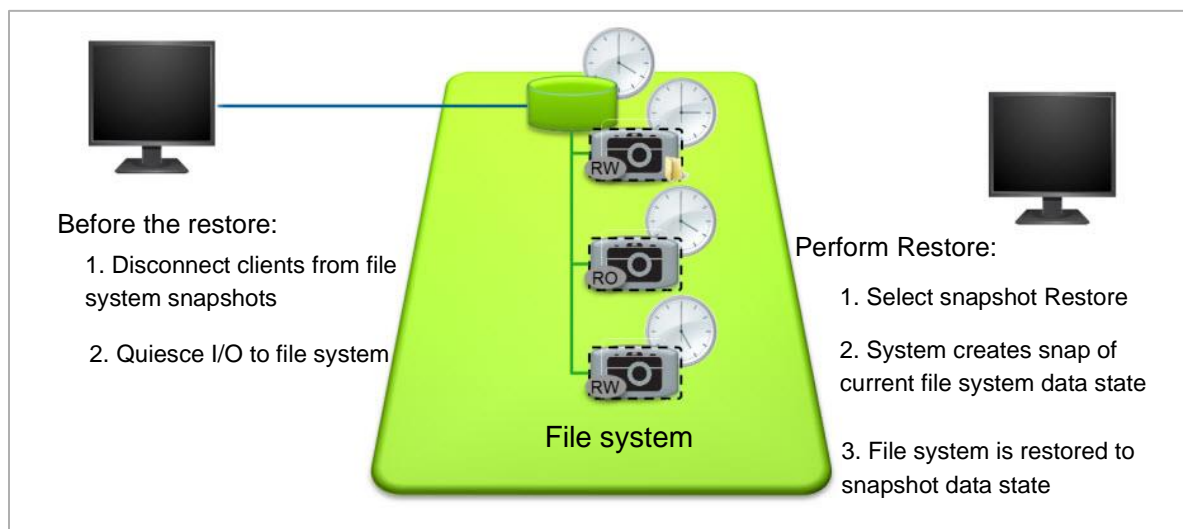 Before the restore:
1. Disconnect clients from file
system snapshots
2. Quiesce I/O to file system
RW
RO
RW
File system
Perform Restore:
1. Select snapshot Restore
2. System creates snap of
current file system data state
3. File system is restored to
snapshot data state